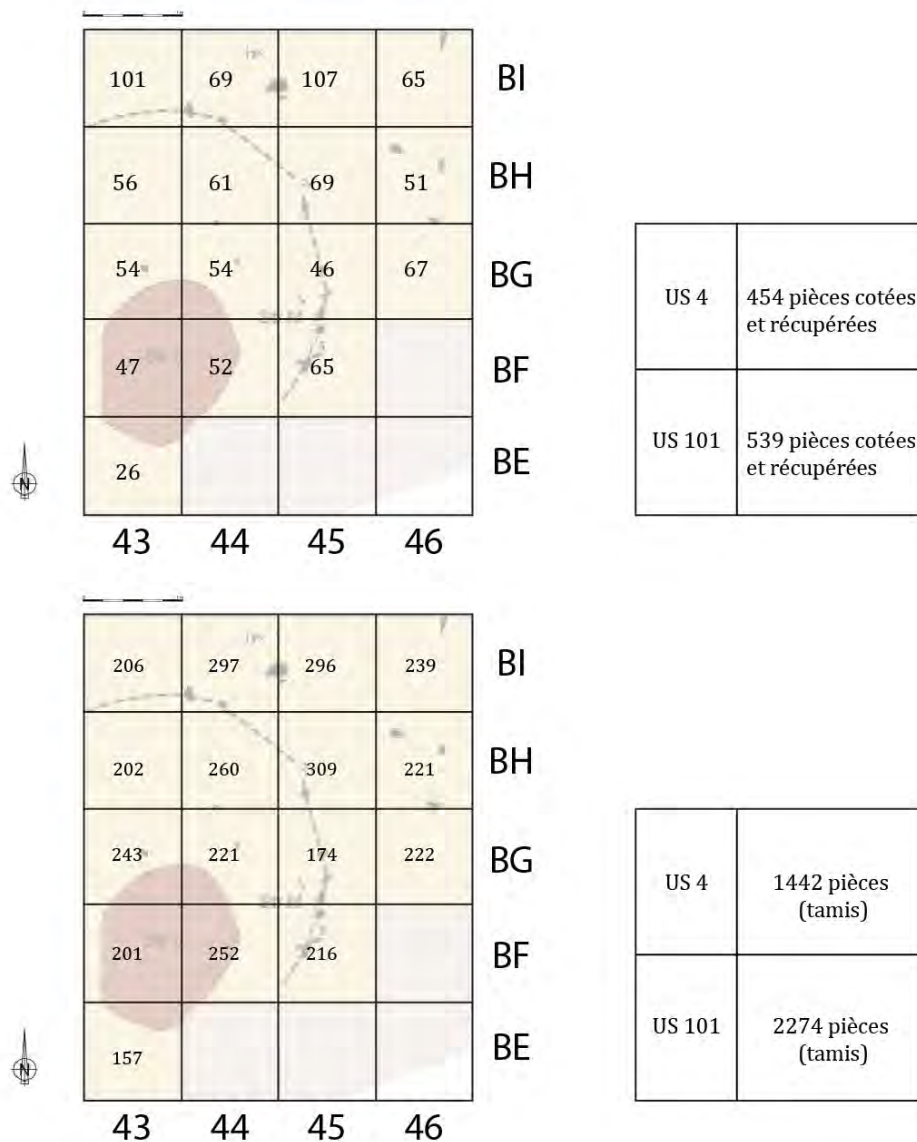 101 69 107 65 BI
56 61 69 51 BH
54 54 46 67 BG
47 52 65 BF
26 BE
43 44 45 46
N
US 4 454 pièces cotées
et récupérées
US 101 539 pièces cotées
et récupérées
206 297 296 239 BI
202 260 309 221 BH
243 221 174 222 BG
201 252 216 BF
157 BE
43 44 45 46
N
US 4 1442 pièces
(tamis)
US 101 2274 pièces
(tamis)